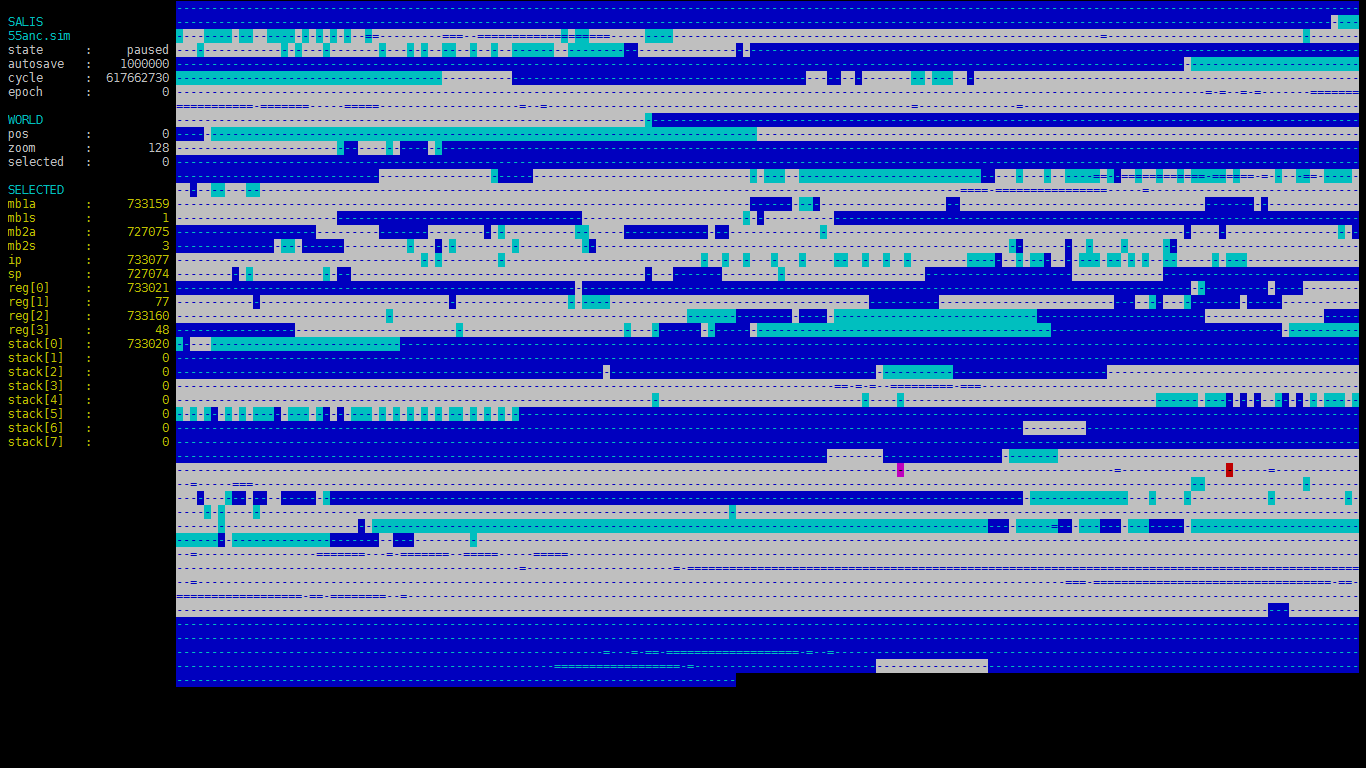 SALIS
55anc.sim
state : paused
autosave : 1000000
cycle : 617662730
epoch : 0
WORLD
pos : 0
zoom : 128
selected : 0
SELECTED
mb1a : 733159
mb1s : 1
mb2a : 727075
mb2s : 3
ip : 733077
sp : 727074
reg[0] : 733021
reg[1] : 77
reg[2] : 733160
reg[3] : 48
stack[0] : 733020
stack[1] : 0
stack[2] : 0
stack[3] : 0
stack[4] : 0
stack[5] : 0
stack[6] : 0
stack[7] : 0